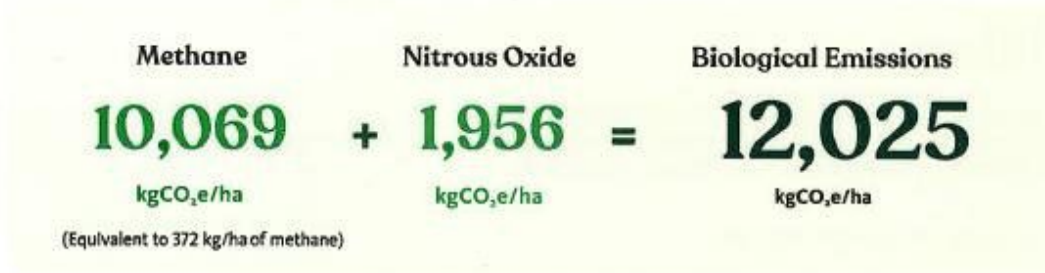 Methane Nitrous Oxide Biological Emissions
10,069 + 1,956 = 12,025
kgCO₂e/ha kgCO₂e/ha kgCO₂e/ha
(Equivalent to 372 kg/ha of methane)